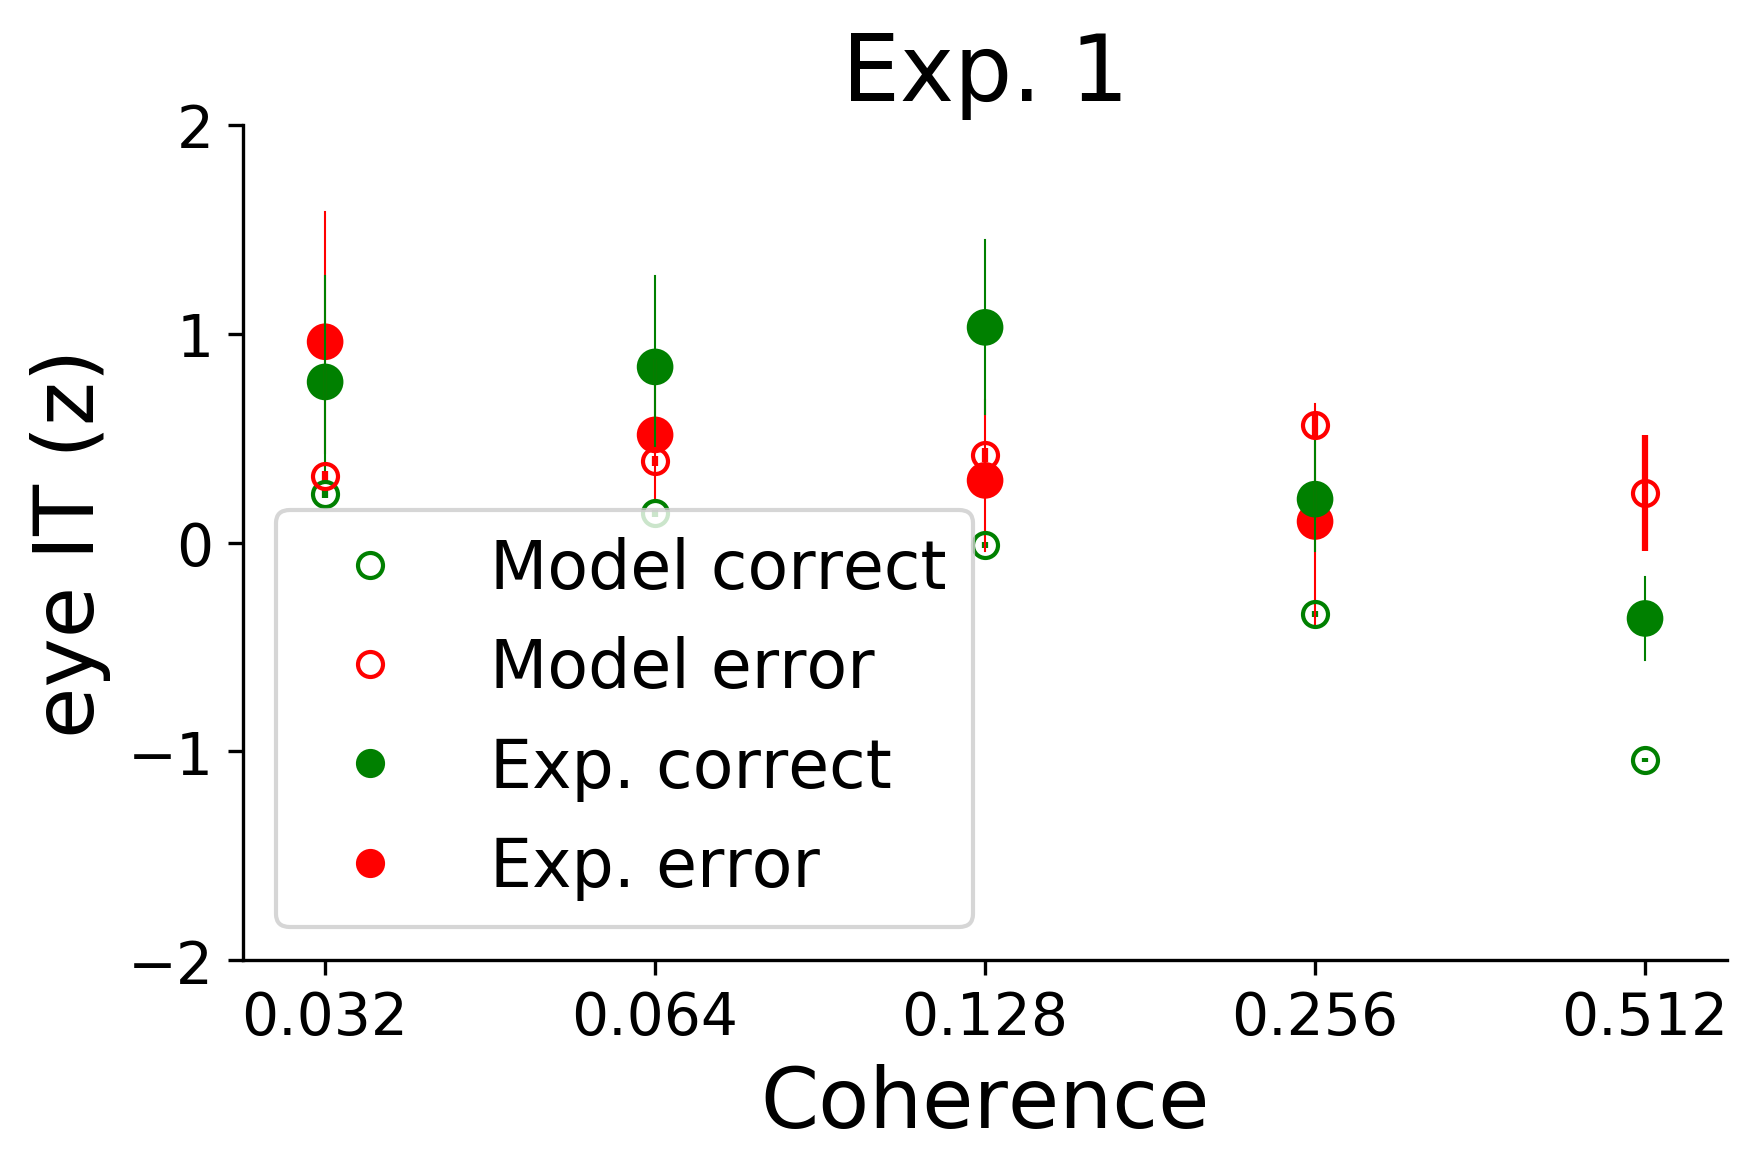 Exp. 1
eye IT (z)
2
1
0
−1
−2
Model correct
Model error
Exp. correct
Exp. error
0.032 0.064 0.128 0.256 0.512
Coherence